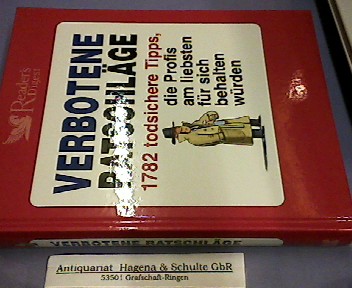 Reader's
Digest
VERBOTENE
RATSCHLÄGE
1782 todsichere Tipps,
die Profis
am liebsten
für sich
behalten
würden
VERBOTENE RATSCHLÄGE
Antiquariat Hagena & Schulte GbR
53501 Grafschaft-Ringen